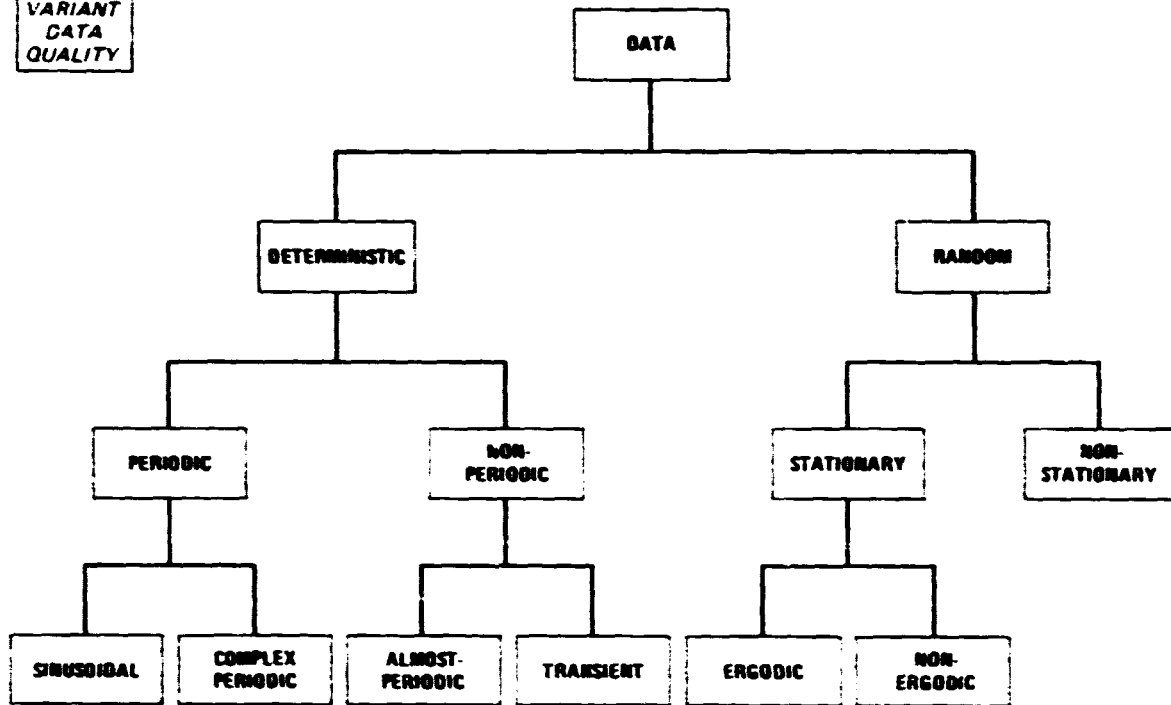 VARIANT
DATA
QUALITY
DATA
DETERMINISTIC
RANDOM
PERIODIC
NON-
PERIODIC
STATIONARY
NON-
STATIONARY
SINUSOIDAL
COMPLEX
PERIODIC
ALMOST-
PERIODIC
TRANSIENT
ERGODIC
NON-
ERGODIC